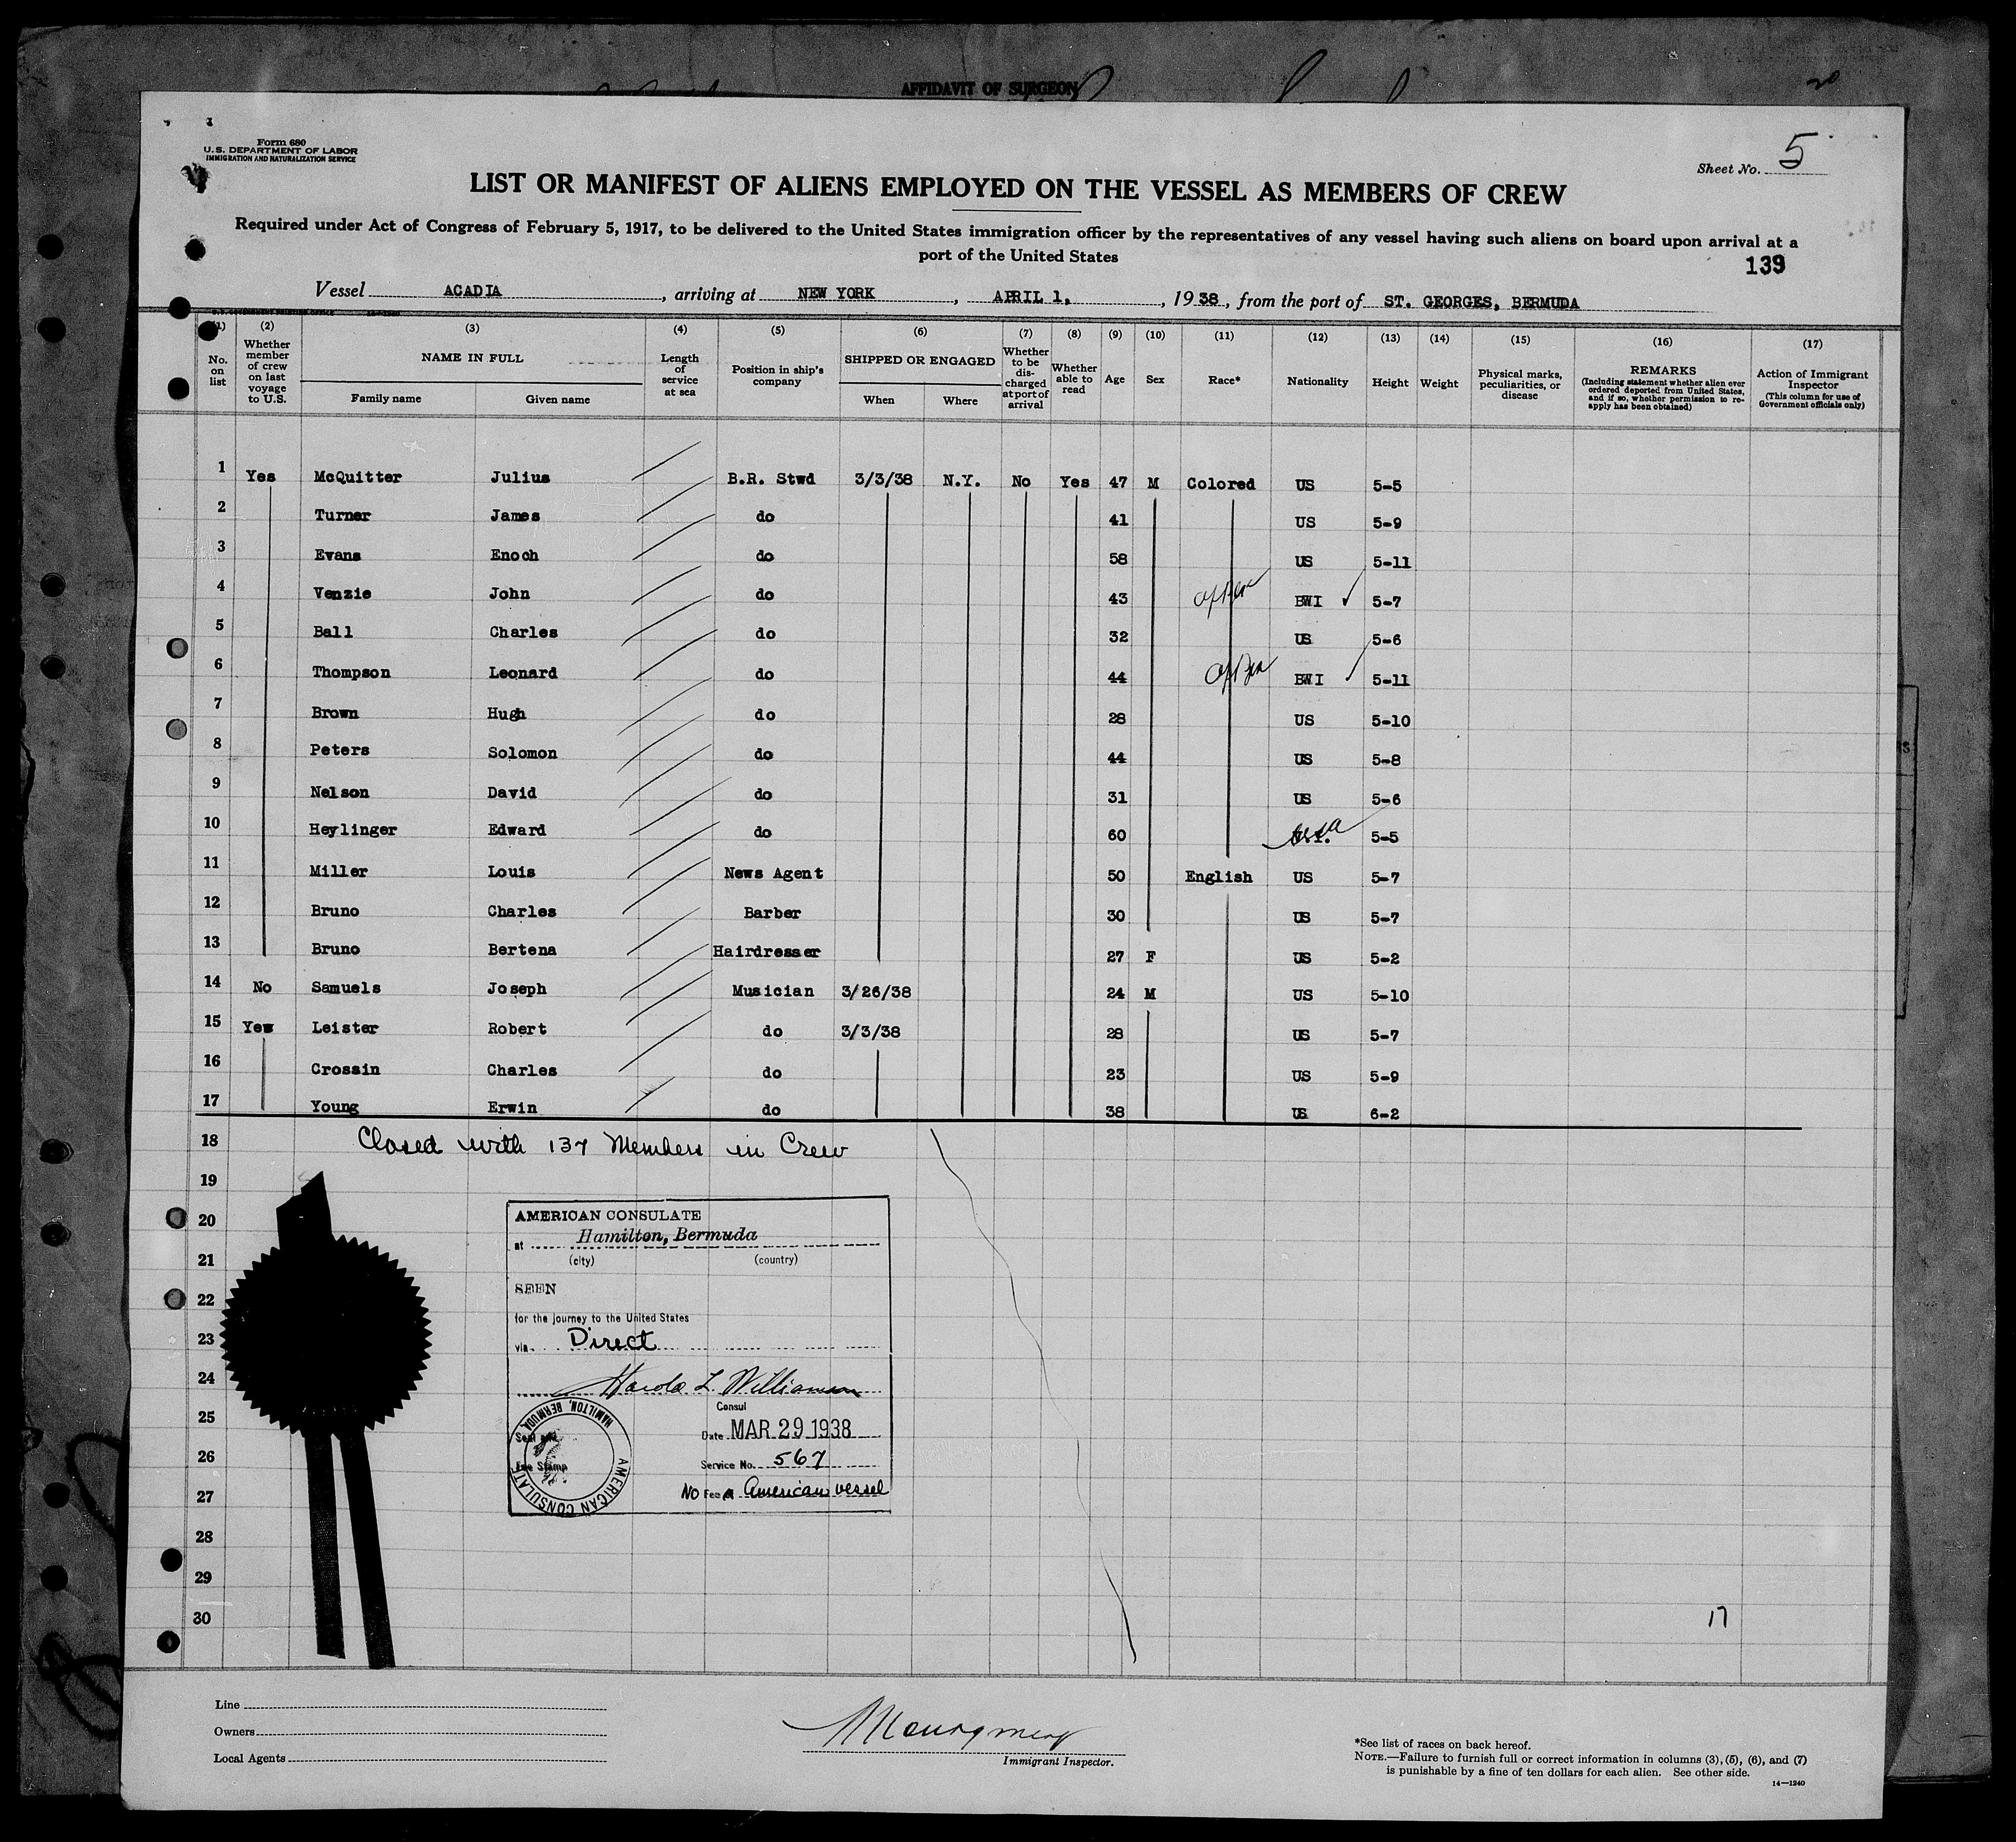 AFFIDAVIT OF SURGEON
Form 680
U. S. DEPARTMENT OF LABOR
IMMIGRATION AND NATURALIZATION SERVICE
Sheet No. 5
LIST OR MANIFEST OF ALIENS EMPLOYED ON THE VESSEL AS MEMBERS OF CREW
Required under Act of Congress of February 5, 1917, to be delivered to the United States immigration officer by the representatives of any vessel having such aliens on board upon arrival at a
port of the United States
139
Vessel ACADIA, arriving at NEW YORK, APRIL 1, 1938, from the port of ST. GEORGES, BERMUDA
(1) (2) (3) (4) (5) (6) (7) (8) (9) (10) (11) (12) (13) (14) (15) (16) (17)
No. on list
Whether member of crew on last voyage to U.S.
NAME IN FULL
Family name
Given name
Length of service at sea
Position in ship's company
SHIPPED OR ENGAGED
When
Where
Whether to be discharged at port of arrival
Whether able to read
Age
Sex
Race*
Nationality
Height
Weight
Physical marks, peculiarities, or disease
REMARKS
(Including statement whether alien ever ordered deported from United States, and if so, whether permission to re-apply has been obtained)
Action of Immigrant Inspector
(This column for use of Government officials only)
1 Yes McQuitter Julius B.R. Stwd 3/3/38 N.Y. No Yes 47 M Colored US 5-5
2 Turner James do 41 US 5-9
3 Evans Enoch do 58 US 5-11
4 Venzie John do 43 BWI 5-7
5 Ball Charles do 32 US 5-6
6 Thompson Leonard do 44 BWI 5-11
7 Brown Hugh do 28 US 5-10
8 Peters Solomon do 44 US 5-8
9 Nelson David do 31 US 5-6
10 Heylinger Edward do 60 5-5
11 Miller Louis News Agent 50 English US 5-7
12 Bruno Charles Barber 30 US 5-7
13 Bruno Bertena Hairdresser 27 F US 5-2
14 No Samuels Joseph Musician 3/26/38 24 M US 5-10
15 Yes Leister Robert do 3/3/38 28 US 5-7
16 Crossin Charles do 23 US 5-9
17 Young Erwin do 38 US 6-2
18 Closed with 137 Members in Crew
19
20
21
22
23
24
25
26
27
28
29
30
AMERICAN CONSULATE
at Hamilton, Bermuda
(city) (country)
SEEN
for the journey to the United States
via Direct
Harold L. Williamson
Consul
Date MAR 29 1938
Seal and
Fee Stamp
Service No. 567
No Fee American vessel
AMERICAN CONSULATE
HAMILTON, BERMUDA
17
Line
Owners
Local Agents
Immigrant Inspector.
*See list of races on back hereof.
NOTE.—Failure to furnish full or correct information in columns (3), (5), (6), and (7)
is punishable by a fine of ten dollars for each alien. See other side.
14—1240